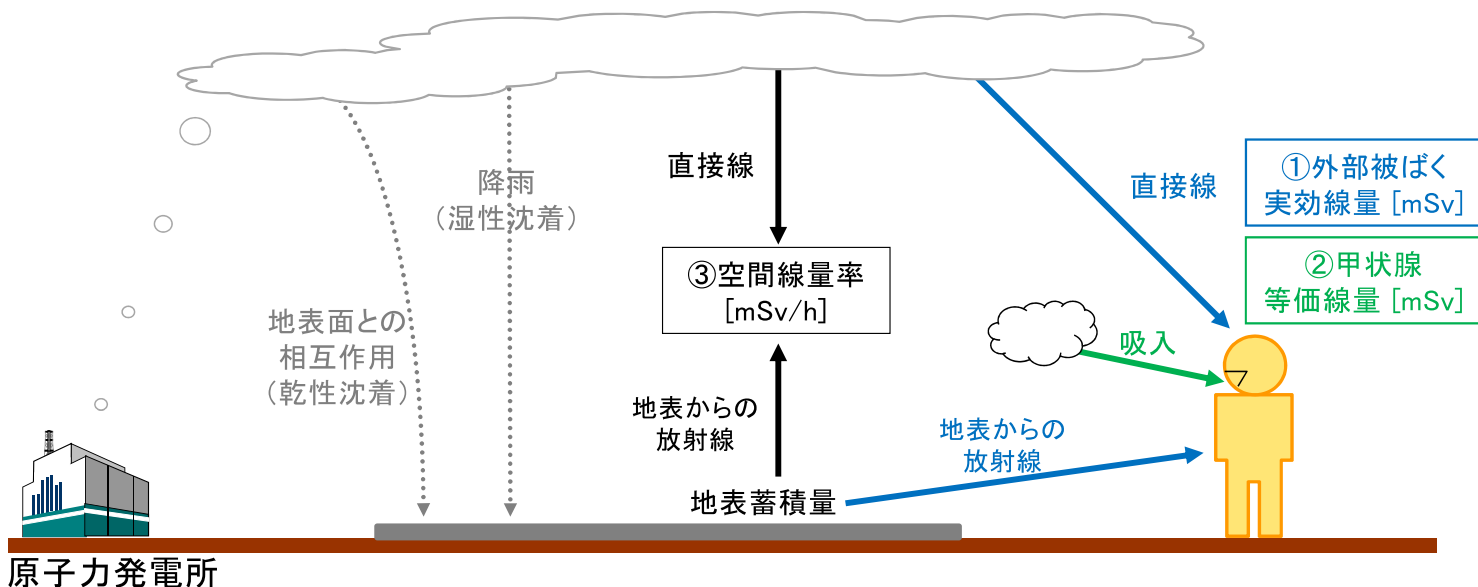 降雨
(湿性沈着)
地表面との
相互作用
(乾性沈着)
直接線
③空間線量率
[mSv/h]
地表からの
放射線
地表蓄積量
直接線
①外部被ばく
実効線量 [mSv]
②甲状腺
等価線量 [mSv]
吸入
地表からの
放射線
原子力発電所